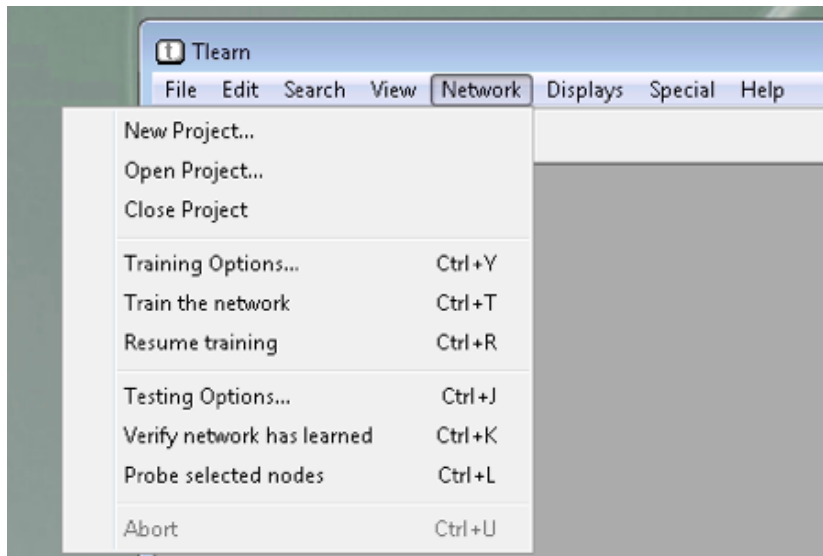 t Tlearn
File Edit Search View Network Displays Special Help
New Project...
Open Project...
Close Project
Training Options... Ctrl+Y
Train the network Ctrl+T
Resume training Ctrl+R
Testing Options... Ctrl+J
Verify network has learned Ctrl+K
Probe selected nodes Ctrl+L
Abort Ctrl+U